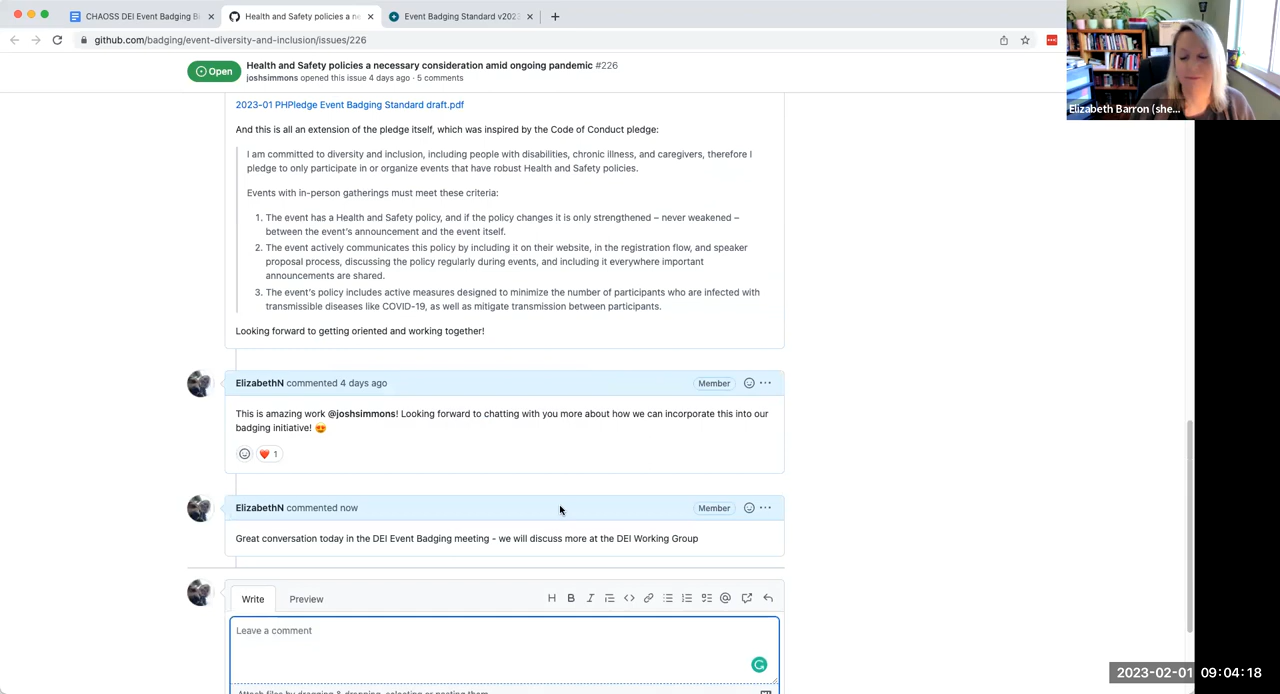 CHAOSS DEI Event Badging B
Health and Safety policies a ne
Event Badging Standard v202
github.com/badging/event-diversity-and-inclusion/issues/226
Open
Health and Safety policies a necessary consideration amid ongoing pandemic #226
joshsimmons opened this issue 4 days ago · 5 comments
Elizabeth Barron (she...
2023-01 PHPledge Event Badging Standard draft.pdf
And this is all an extension of the pledge itself, which was inspired by the Code of Conduct pledge:
I am committed to diversity and inclusion, including people with disabilities, chronic illness, and caregivers, therefore I
pledge to only participate in or organize events that have robust Health and Safety policies.
Events with in-person gatherings must meet these criteria:
1. The event has a Health and Safety policy, and if the policy changes it is only strengthened – never weakened –
between the event's announcement and the event itself.
2. The event actively communicates this policy by including it on their website, in the registration flow, and speaker
proposal process, discussing the policy regularly during events, and including it everywhere important
announcements are shared.
3. The event's policy includes active measures designed to minimize the number of participants who are infected with
transmissible diseases like COVID-19, as well as mitigate transmission between participants.
Looking forward to getting oriented and working together!
ElizabethN commented 4 days ago
Member
This is amazing work @joshsimmons! Looking forward to chatting with you more about how we can incorporate this into our
badging initiative! 😍
❤️ 1
ElizabethN commented now
Member
Great conversation today in the DEI Event Badging meeting - we will discuss more at the DEI Working Group
Write
Preview
Leave a comment
Attach files by dragging & dropping, selecting or pasting them.
2023-02-01 09:04:18